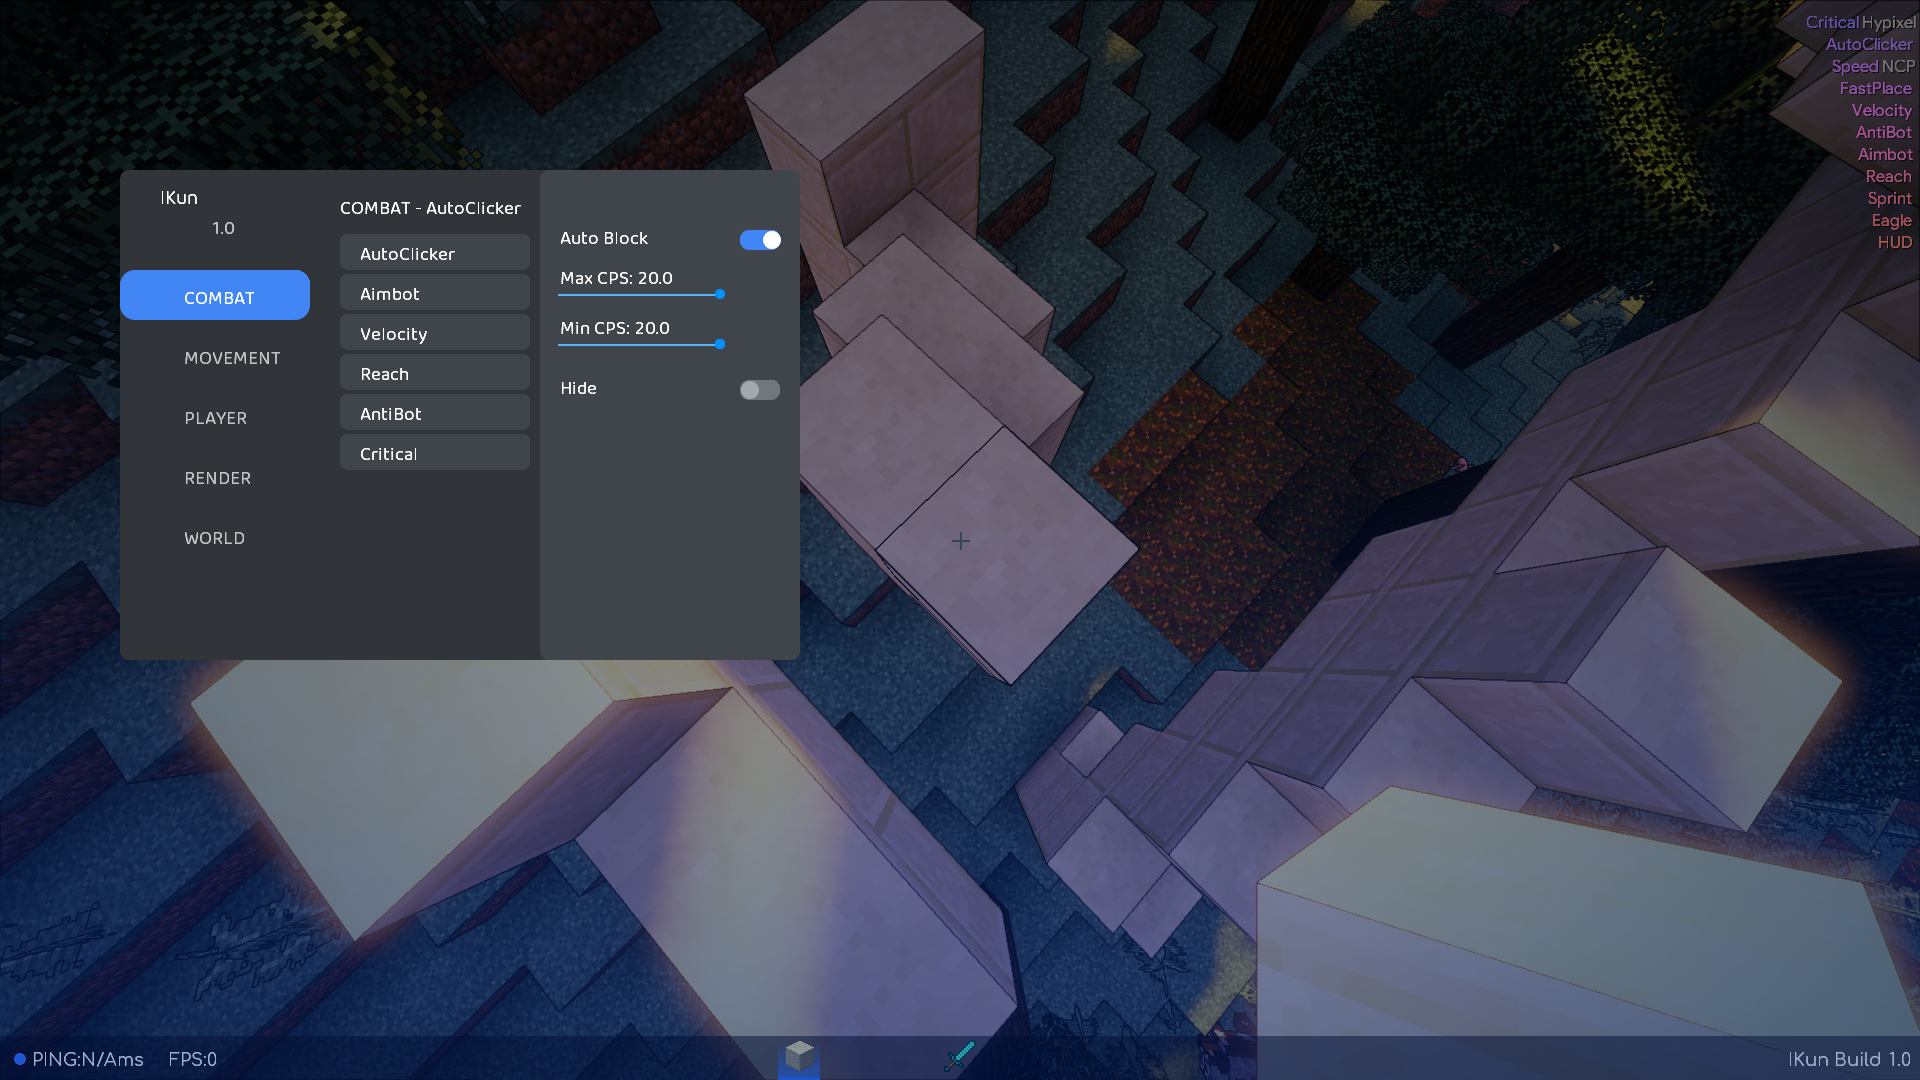 IKun
1.0
COMBAT
MOVEMENT
PLAYER
RENDER
WORLD
COMBAT - AutoClicker
AutoClicker
Aimbot
Velocity
Reach
AntiBot
Critical
Auto Block
Max CPS: 20.0
Min CPS: 20.0
Hide
Critical Hypixel
AutoClicker
Speed NCP
FastPlace
Velocity
AntiBot
Aimbot
Reach
Sprint
Eagle
HUD
PING:N/Ams FPS:0
IKun Build 1.0